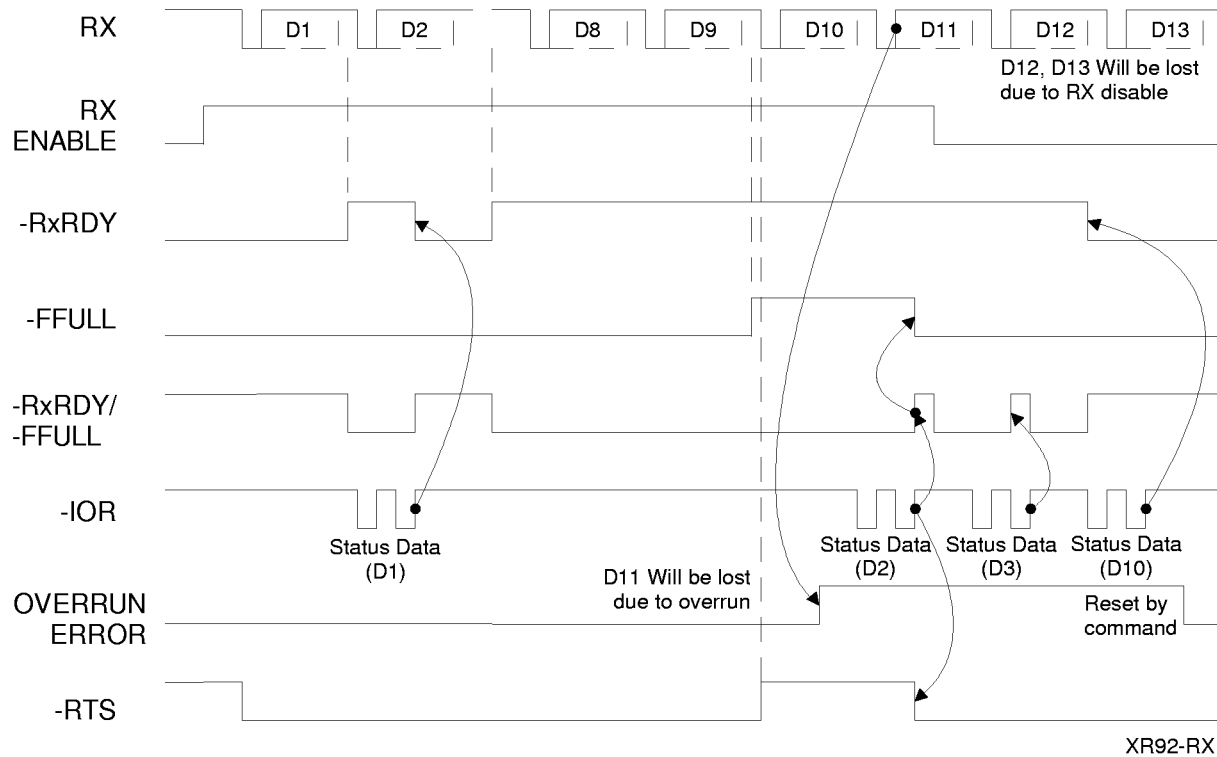 RX
D1
D2
D8
D9
D10
D11
D12
D13
D12, D13 Will be lost
due to RX disable
RX
ENABLE
-RxRDY
-FFULL
-RxRDY/
-FFULL
-IOR
Status Data
(D1)
Status Data
(D2)
Status Data
(D3)
Status Data
(D10)
D11 Will be lost
due to overrun
OVERRUN
ERROR
Reset by
command
-RTS
XR92-RX